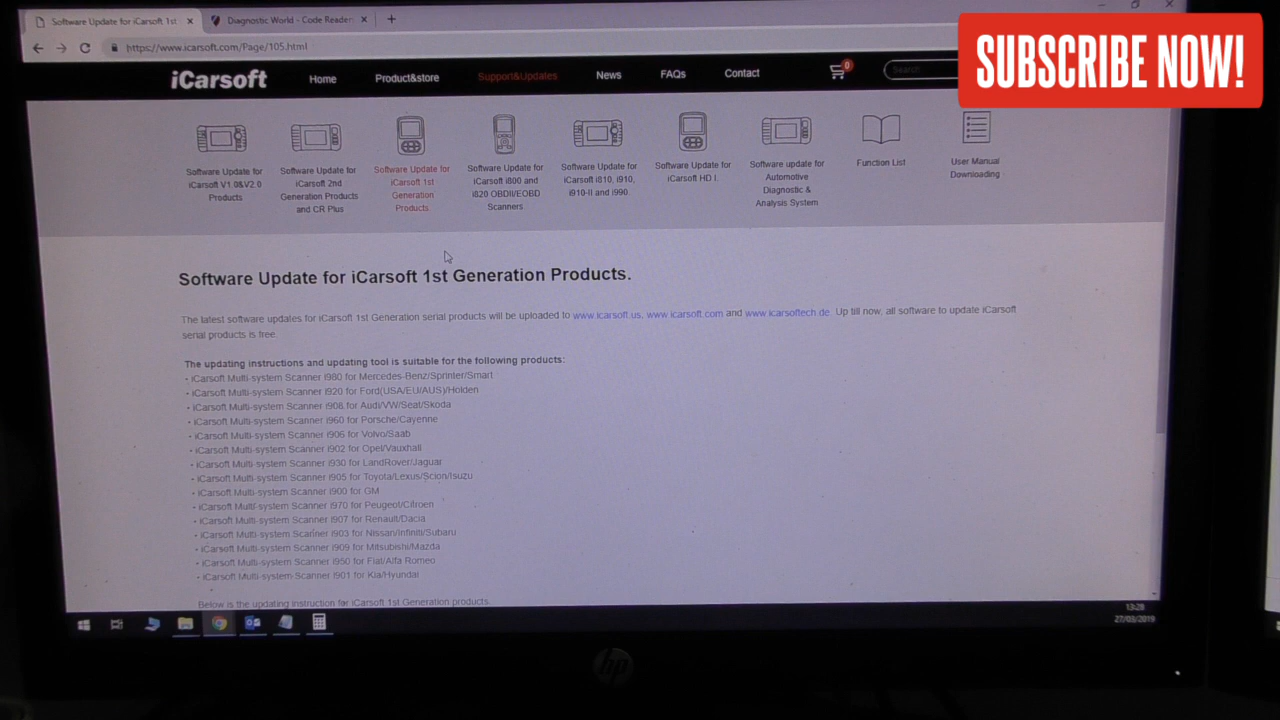 Software Update for iCarsoft 1st
Diagnostic World - Code Reader
SUBSCRIBE NOW!
https://www.icarsoft.com/Page/105.html
iCarsoft
Home
Product&store
Support&Updates
News
FAQs
Contact
0
Search
Software Update for
iCarsoft V1.0&V2.0
Products
Software Update for
iCarsoft 2nd
Generation Products
and CR Plus
Software Update for
iCarsoft 1st
Generation
Products.
Software Update for
iCarsoft i800 and
i820 OBDII/EOBD
Scanners.
Software Update for
iCarsoft i810, i910,
i910-II and i990.
Software Update for
iCarsoft HD I.
Software update for
Automotive
Diagnostic &
Analysis System
Function List
User Manual
Downloading
Software Update for iCarsoft 1st Generation Products.
The latest software updates for iCarsoft 1st Generation serial products will be uploaded to www.icarsoft.us, www.icarsoft.com and www.icarsofttech.de. Up till now, all software to update iCarsoft
serial products is free.
The updating instructions and updating tool is suitable for the following products:
• iCarsoft Multi-system Scanner i980 for Mercedes-Benz/Sprinter/Smart
• iCarsoft Multi-system Scanner i920 for Ford(USA/EU/AUS)/Holden
• iCarsoft Multi-system Scanner i908 for Audi/VW/Seat/Skoda
• iCarsoft Multi-system Scanner i960 for Porsche/Cayenne
• iCarsoft Multi-system Scanner i906 for Volvo/Saab
• iCarsoft Multi-system Scanner i902 for Opel/Vauxhall
• iCarsoft Multi-system Scanner i930 for LandRover/Jaguar
• iCarsoft Multi-system Scanner i905 for Toyota/Lexus/Scion/Isuzu
• iCarsoft Multi-system Scanner i900 for GM
• iCarsoft Multi-system Scanner i970 for Peugeot/Citroen
• iCarsoft Multi-system Scanner i907 for Renault/Dacia
• iCarsoft Multi-system Scanner i903 for Nissan/Infiniti/Subaru
• iCarsoft Multi-system Scanner i909 for Mitsubishi/Mazda
• iCarsoft Multi-system Scanner i950 for Fiat/Alfa Romeo
• iCarsoft Multi-system Scanner i901 for Kia/Hyundai
Below is the updating instruction for iCarsoft 1st Generation products.
13:28
27/03/2019
hp